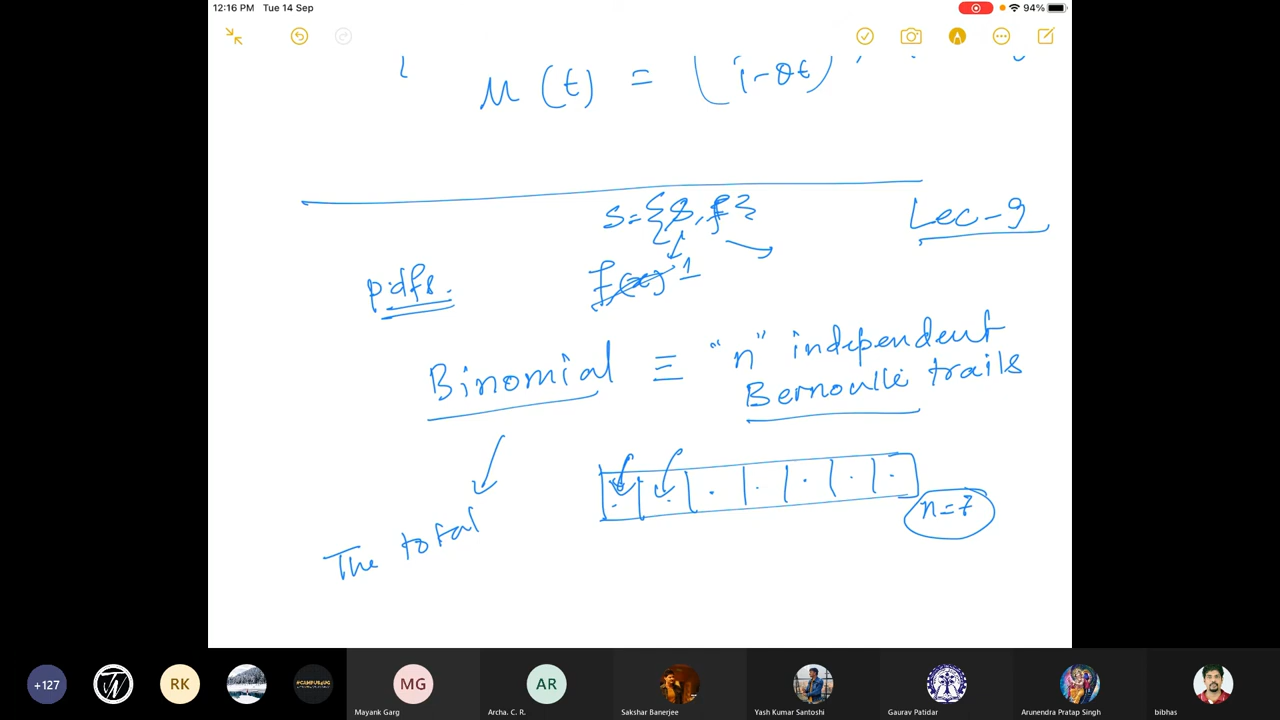 12:16 PM Tue 14 Sep
94%
M (t) = (1-θt)
S={S, F}
Lec-9
pdfs.
f(x) 1
Binomial ≡ "n" independent
Bernoulli trails
n=7
The total
+127
RK
MG
AR
Mayank Garg
Archa. C. R.
Sakshar Banerjee
Yash Kumar Santoshi
Gaurav Patidar
Arunendra Pratap Singh
bibhas